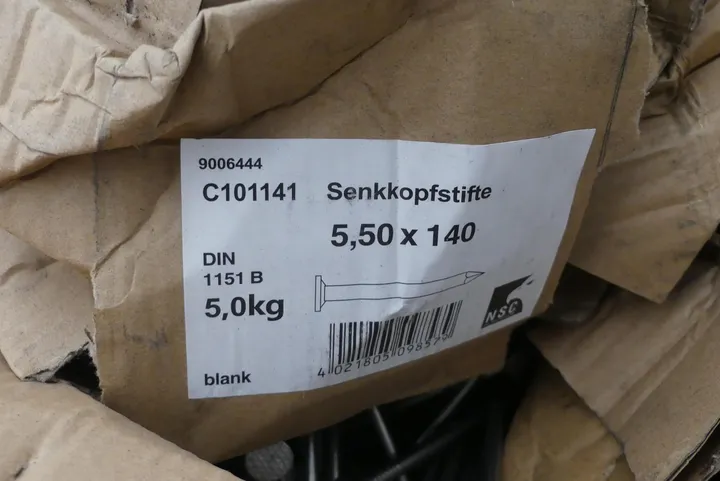 9006444
C101141 Senkkopfstifte
5,50 x 140
DIN
1151 B
5,0kg
NSC
blank